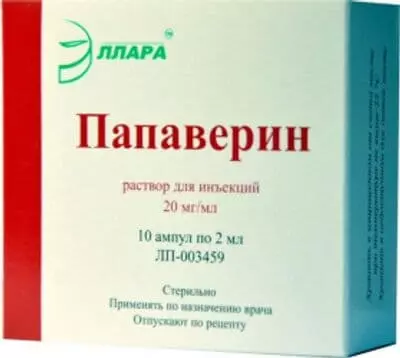 ЭЛЛАРА
Папаверин
раствор для инъекций
20 мг/мл
10 ампул по 2 мл
ЛП-003459
Стерильно
Применять по назначению врача
Отпускают по рецепту